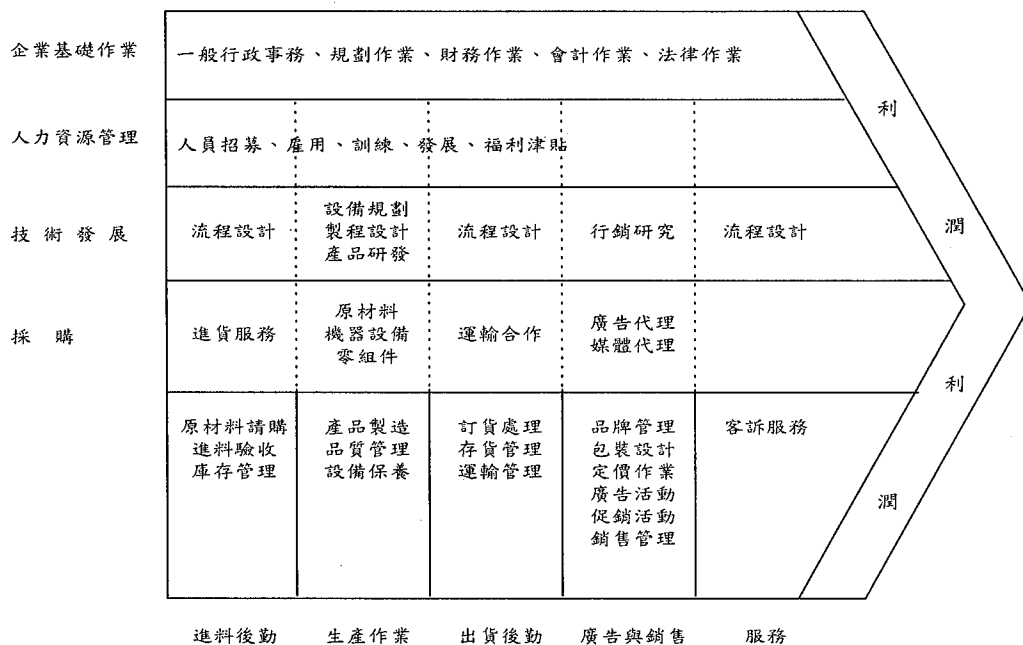 企業基礎作業
一般行政事務、規劃作業、財務作業、會計作業、法律作業
人力資源管理
人員招募、雇用、訓練、發展、福利津貼
技術發展
流程設計
設備規劃
製程設計
產品研發
流程設計
行銷研究
流程設計
採購
進貨服務
原材料
機器設備
零組件
運輸合作
廣告代理
媒體代理
原材料請購
進料驗收
庫存管理
產品製造
品質管理
設備保養
訂貨處理
存貨管理
運輸管理
品牌管理
包裝設計
定價作業
廣告活動
促銷活動
銷售管理
客訴服務
利
潤
利
潤
進料後勤
生產作業
出貨後勤
廣告與銷售
服務